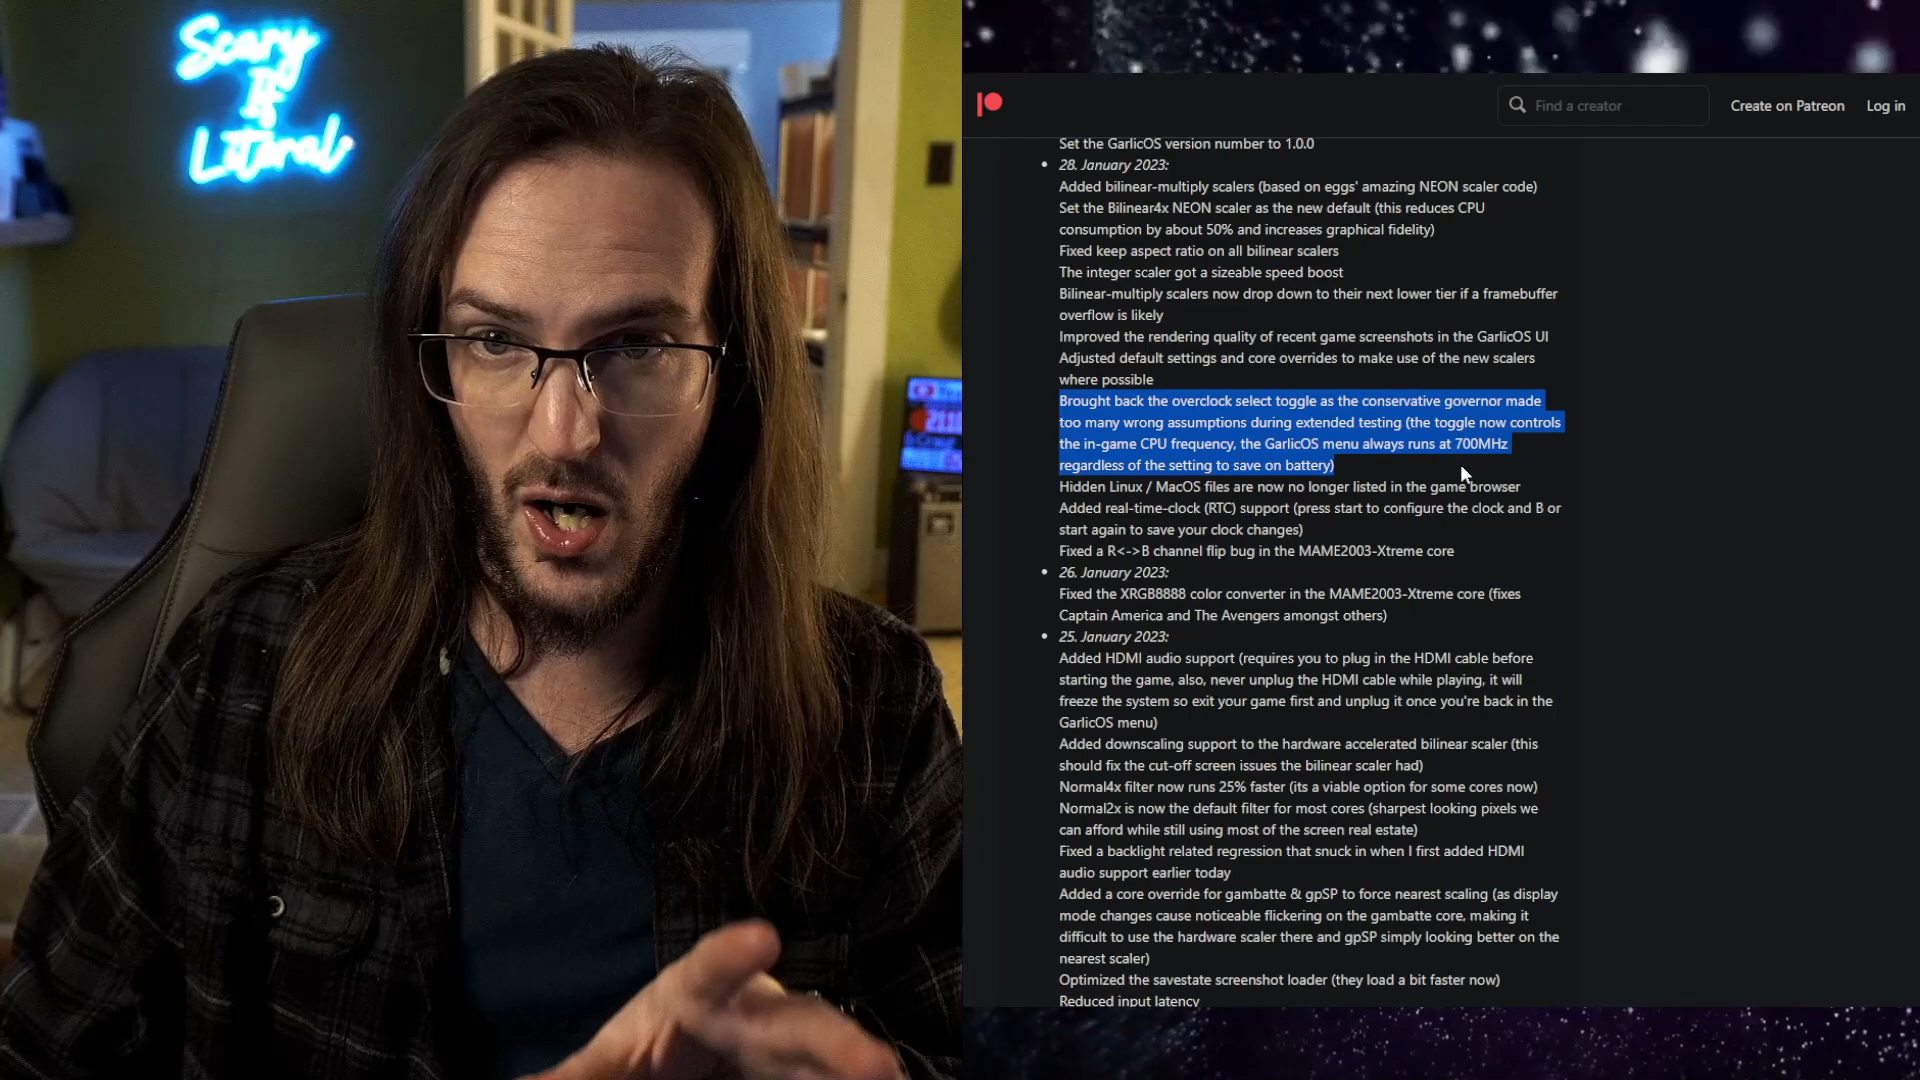 Scary
Is
Literal
Find a creator
Create on Patreon
Log in
Set the GarlicOS version number to 1.0.0
28. January 2023:
Added bilinear-multiply scalers (based on eggs' amazing NEON scaler code)
Set the Bilinear4x NEON scaler as the new default (this reduces CPU
consumption by about 50% and increases graphical fidelity)
Fixed keep aspect ratio on all bilinear scalers
The integer scaler got a sizeable speed boost
Bilinear-multiply scalers now drop down to their next lower tier if a framebuffer
overflow is likely
Improved the rendering quality of recent game screenshots in the GarlicOS UI
Adjusted default settings and core overrides to make use of the new scalers
where possible
Brought back the overclock select toggle as the conservative governor made
too many wrong assumptions during extended testing (the toggle now controls
the in-game CPU frequency, the GarlicOS menu always runs at 700MHz
regardless of the setting to save on battery)
Hidden Linux / MacOS files are now no longer listed in the game browser
Added real-time-clock (RTC) support (press start to configure the clock and B or
start again to save your clock changes)
Fixed a R<->B channel flip bug in the MAME2003-Xtreme core
26. January 2023:
Fixed the XRGB8888 color converter in the MAME2003-Xtreme core (fixes
Captain America and The Avengers amongst others)
25. January 2023:
Added HDMI audio support (requires you to plug in the HDMI cable before
starting the game, also, never unplug the HDMI cable while playing, it will
freeze the system so exit your game first and unplug it once you're back in the
GarlicOS menu)
Added downscaling support to the hardware accelerated bilinear scaler (this
should fix the cut-off screen issues the bilinear scaler had)
Normal4x filter now runs 25% faster (its a viable option for some cores now)
Normal2x is now the default filter for most cores (sharpest looking pixels we
can afford while still using most of the screen real estate)
Fixed a backlight related regression that snuck in when I first added HDMI
audio support earlier today
Added a core override for gambatte & gpSP to force nearest scaling (as display
mode changes cause noticeable flickering on the gambatte core, making it
difficult to use the hardware scaler there and gpSP simply looking better on the
nearest scaler)
Optimized the savestate screenshot loader (they load a bit faster now)
Reduced input latency